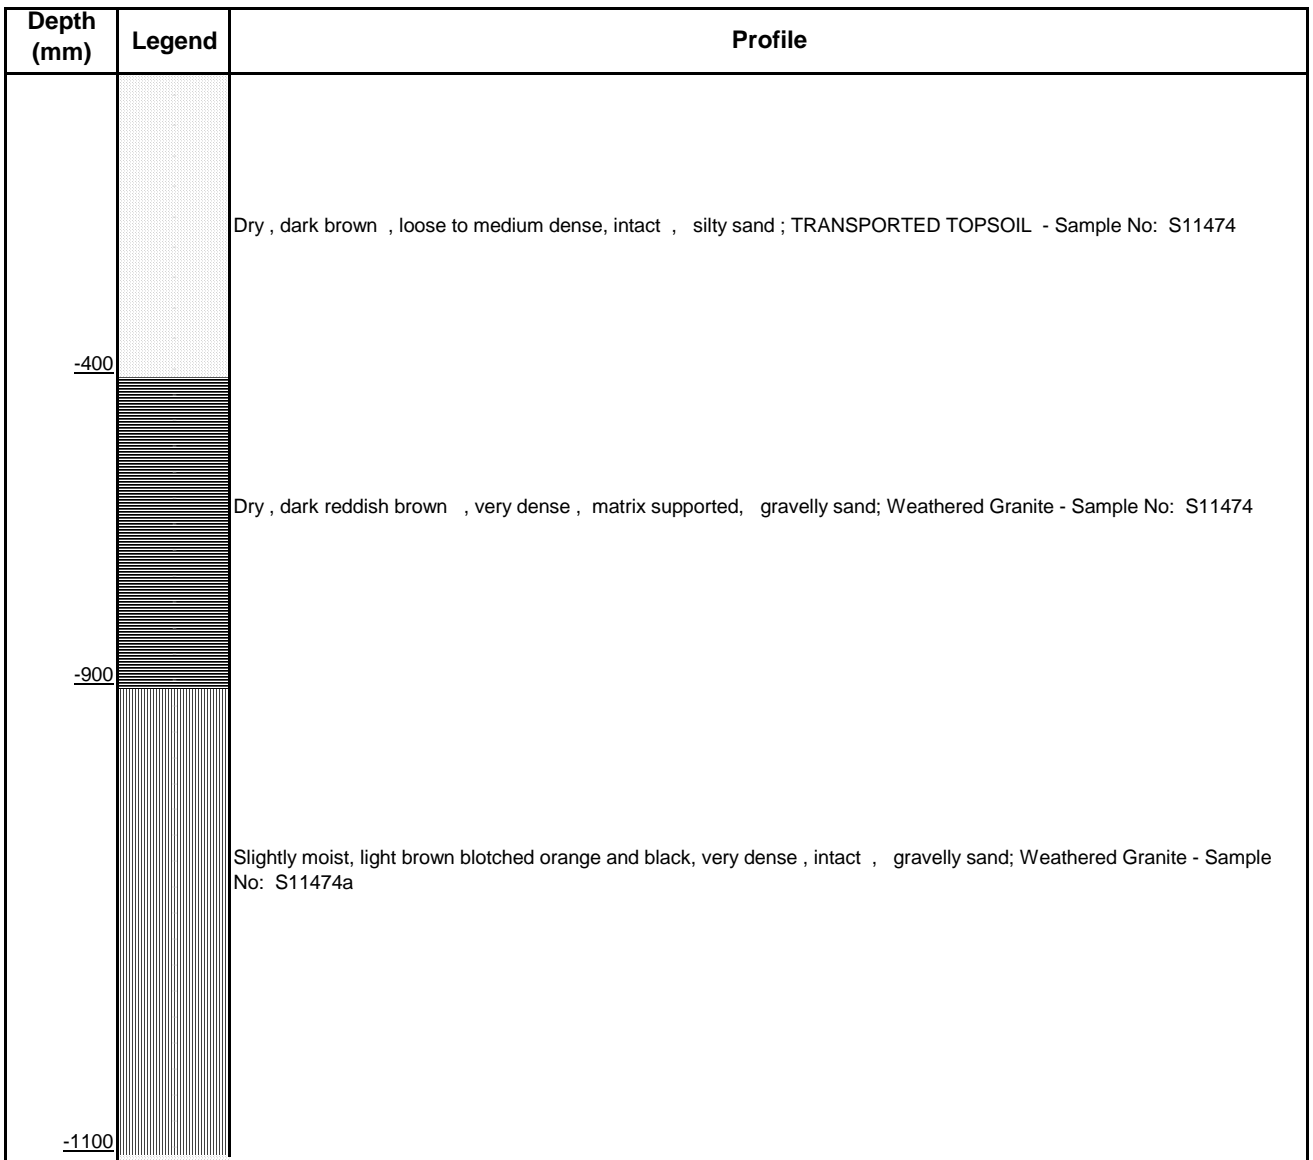 Depth
(mm)
Legend
Profile
Dry , dark brown , loose to medium dense, intact , silty sand ; TRANSPORTED TOPSOIL - Sample No: S11474
-400
Dry , dark reddish brown , very dense , matrix supported, gravelly sand; Weathered Granite - Sample No: S11474
-900
Slightly moist, light brown blotched orange and black, very dense , intact , gravelly sand; Weathered Granite - Sample
No: S11474a
-1100